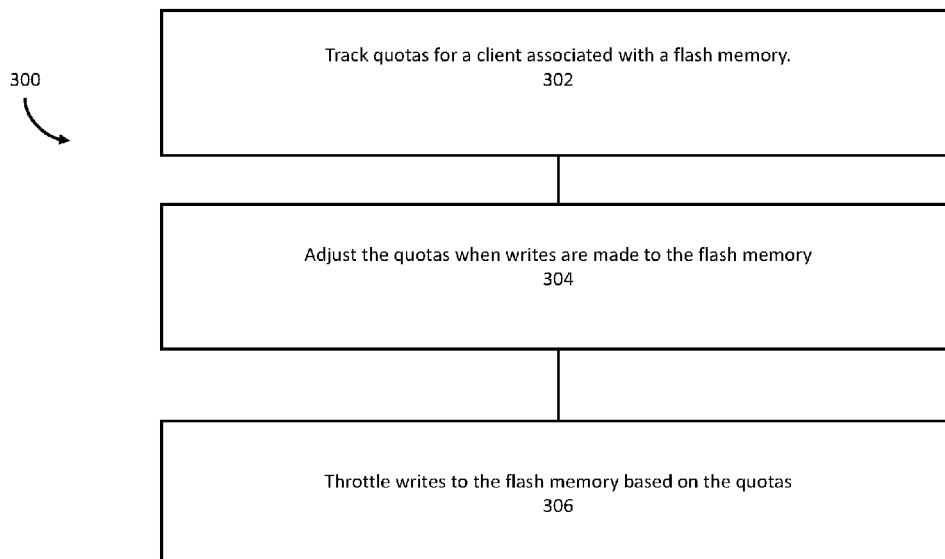 Track quotas for a client associated with a flash memory.
302
300
Adjust the quotas when writes are made to the flash memory
304
Throttle writes to the flash memory based on the quotas
306